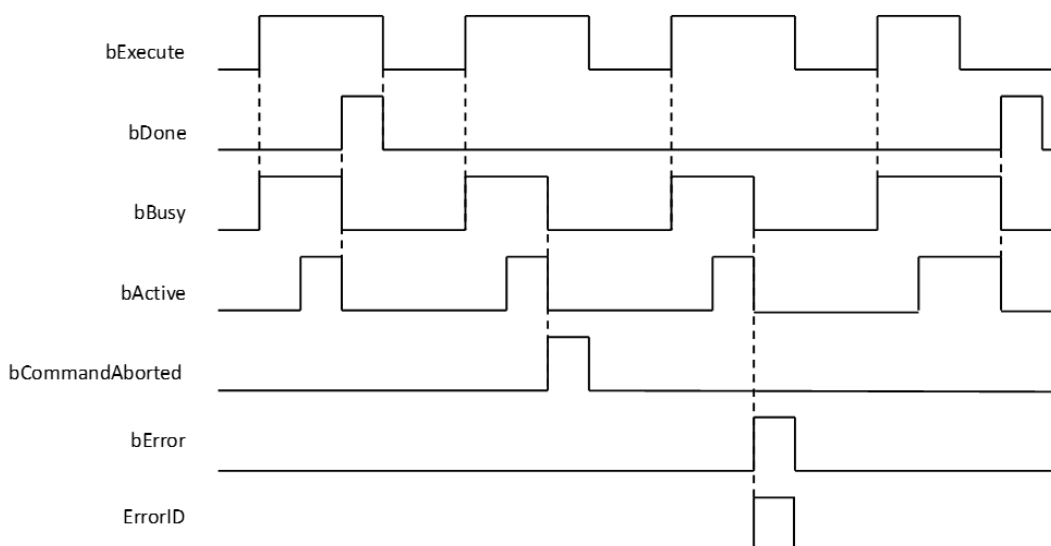 bExecute
bDone
bBusy
bActive
bCommandAborted
bError
ErrorID